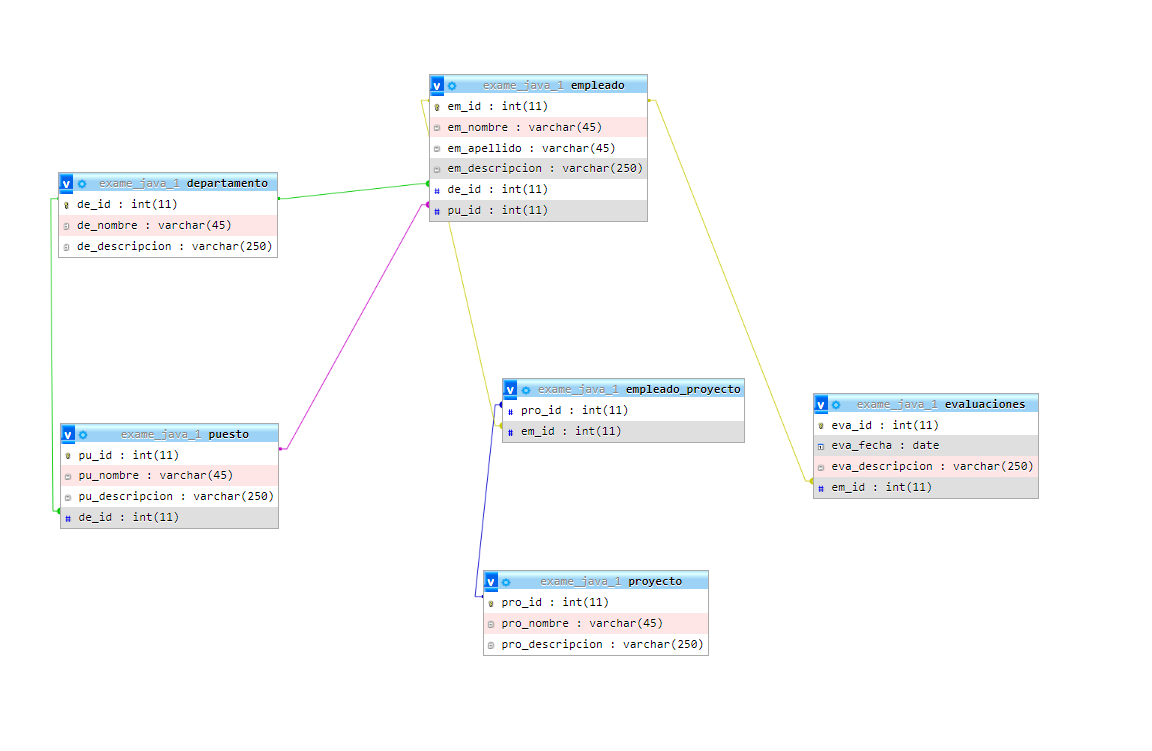 v exame_java_1 empleado
em_id : int(11)
em_nombre : varchar(45)
em_apellido : varchar(45)
em_descripcion : varchar(250)
# de_id : int(11)
# pu_id : int(11)
v exame_java_1 departamento
de_id : int(11)
de_nombre : varchar(45)
de_descripcion : varchar(250)
v exame_java_1 empleado_proyecto
# pro_id : int(11)
# em_id : int(11)
v exame_java_1 evaluaciones
eva_id : int(11)
eva_fecha : date
eva_descripcion : varchar(250)
# em_id : int(11)
v exame_java_1 puesto
pu_id : int(11)
pu_nombre : varchar(45)
pu_descripcion : varchar(250)
# de_id : int(11)
v exame_java_1 proyecto
pro_id : int(11)
pro_nombre : varchar(45)
pro_descripcion : varchar(250)